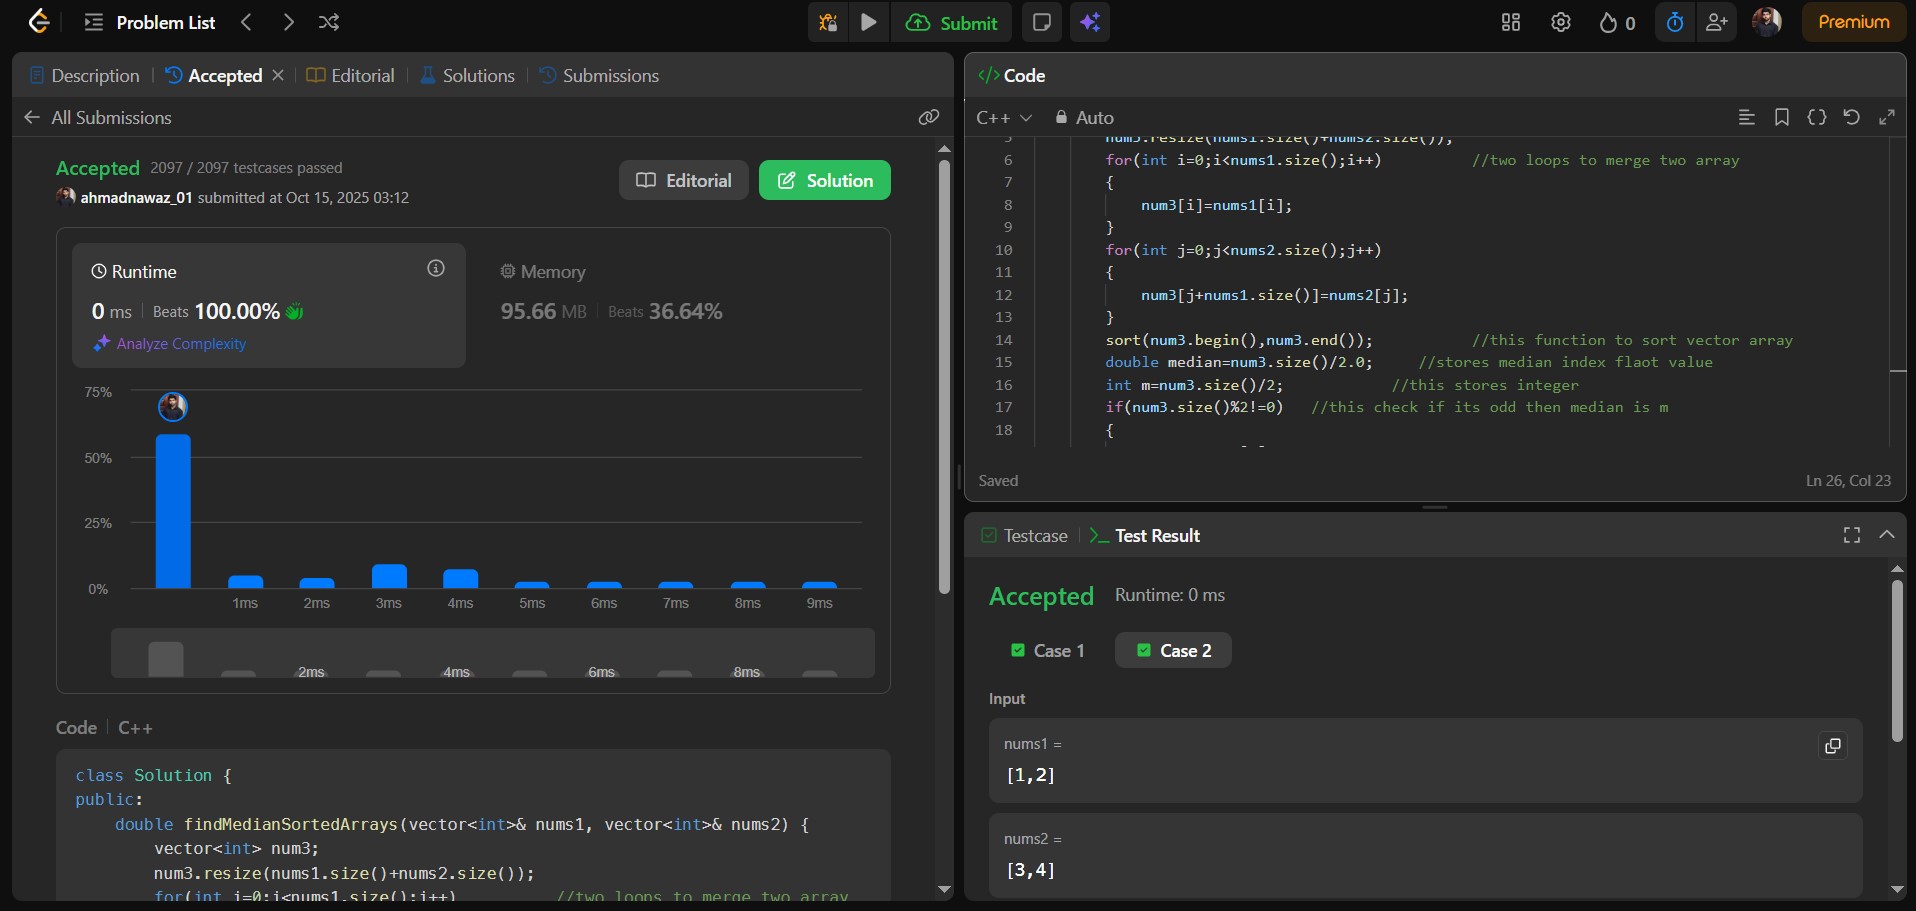 Problem List
Submit
0
Premium
Description
Accepted
Editorial
Solutions
Submissions
All Submissions
Accepted 2097 / 2097 testcases passed
ahmadnawaz_01 submitted at Oct 15, 2025 03:12
Editorial
Solution
Runtime
0 ms Beats 100.00%
Analyze Complexity
Memory
95.66 MB Beats 36.64%
75%
50%
25%
0%
1ms 2ms 3ms 4ms 5ms 6ms 7ms 8ms 9ms
2ms 4ms 6ms 8ms
Code C++
class Solution {
public:
double findMedianSortedArrays(vector<int>& nums1, vector<int>& nums2) {
vector<int> num3;
num3.resize(nums1.size()+nums2.size());
for(int i=0;i<nums1.size();i++) //two loops to merge two array
</> Code
C++ Auto
5 num3.resize(nums1.size()+nums2.size());
6 for(int i=0;i<nums1.size();i++) //two loops to merge two array
7 {
8 num3[i]=nums1[i];
9 }
10 for(int j=0;j<nums2.size();j++)
11 {
12 num3[j+nums1.size()]=nums2[j];
13 }
14 sort(num3.begin(),num3.end()); //this function to sort vector array
15 double median=num3.size()/2.0; //stores median index flaot value
16 int m=num3.size()/2; //this stores integer
17 if(num3.size()%2!=0) //this check if its odd then median is m
18 {
Saved
Ln 26, Col 23
Testcase
Test Result
Accepted Runtime: 0 ms
Case 1
Case 2
Input
nums1 =
[1,2]
nums2 =
[3,4]